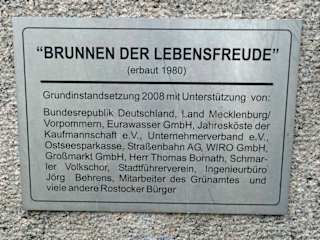 “BRUNNEN DER LEBENSFREUDE”
(erbaut 1980)
Grundinstandsetzung 2008 mit Unterstützung von:
Bundesrepublik Deutschland, Land Mecklenburg/
Vorpommern, Eurawasser GmbH, Jahresköste der
Kaufmannschaft e.V., Unternehmerverband e.V.,
Ostseesparkasse, Straßenbahn AG, WIRO GmbH,
Großmarkt GmbH, Herr Thomas Bornath, Schmar-
ler Volkschor, Stadtführerverein, Ingenieurbüro
Jörg Behrens, Mitarbeiter des Grünamtes und
viele andere Rostocker Bürger